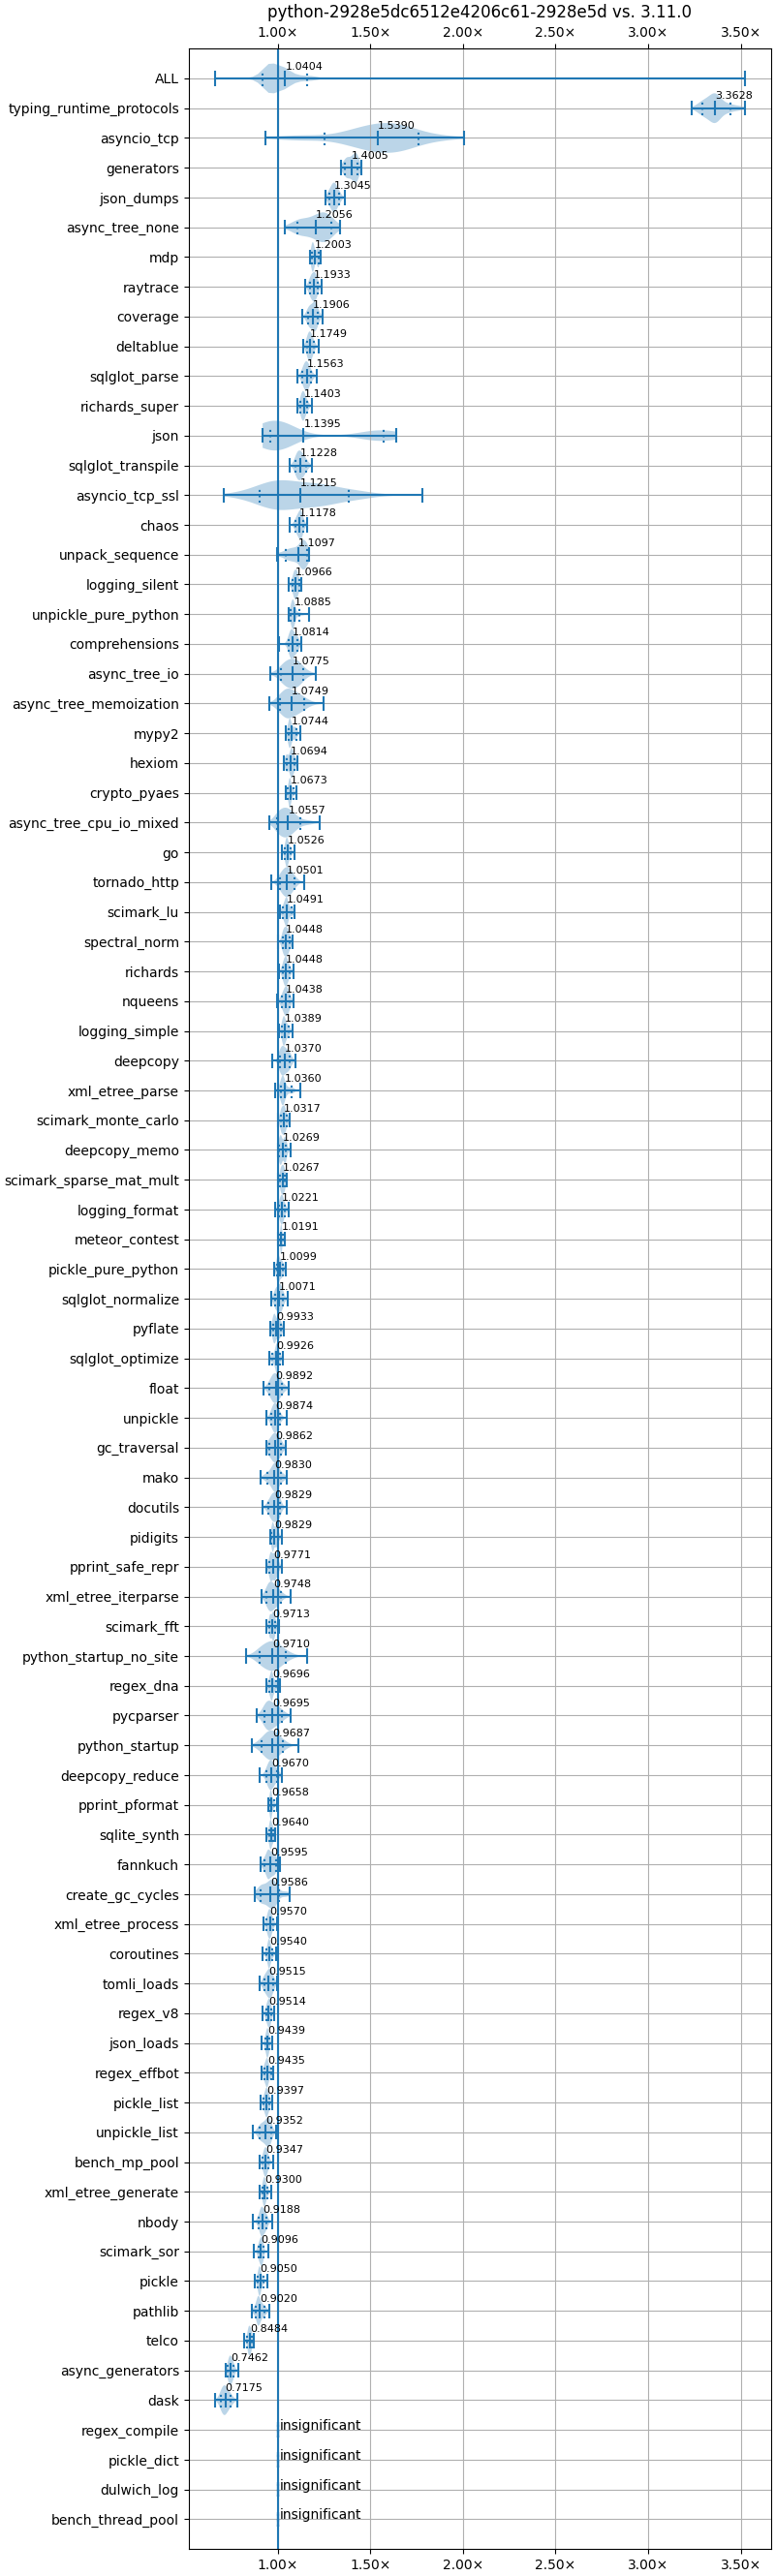 python-2928e5dc6512e4206c61-2928e5d vs. 3.11.0
1.00× 1.50× 2.00× 2.50× 3.00× 3.50×
ALL 1.0404
typing_runtime_protocols 3.3628
asyncio_tcp 1.5390
generators 1.4005
json_dumps 1.3045
async_tree_none 1.2056
mdp 1.2003
raytrace 1.1933
coverage 1.1906
deltablue 1.1749
sqlglot_parse 1.1563
richards_super 1.1403
json 1.1395
sqlglot_transpile 1.1228
asyncio_tcp_ssl 1.1215
chaos 1.1178
unpack_sequence 1.1097
logging_silent 1.0966
unpickle_pure_python 1.0885
comprehensions 1.0814
async_tree_io 1.0775
async_tree_memoization 1.0749
mypy2 1.0744
hexiom 1.0694
crypto_pyaes 1.0673
async_tree_cpu_io_mixed 1.0557
go 1.0526
tornado_http 1.0501
scimark_lu 1.0491
spectral_norm 1.0448
richards 1.0448
nqueens 1.0438
logging_simple 1.0389
deepcopy 1.0370
xml_etree_parse 1.0360
scimark_monte_carlo 1.0317
deepcopy_memo 1.0269
scimark_sparse_mat_mult 1.0267
logging_format 1.0221
meteor_contest 1.0191
pickle_pure_python 1.0099
sqlglot_normalize 1.0071
pyflate 0.9933
sqlglot_optimize 0.9926
float 0.9892
unpickle 0.9874
gc_traversal 0.9862
mako 0.9830
docutils 0.9829
pidigits 0.9829
pprint_safe_repr 0.9771
xml_etree_iterparse 0.9748
scimark_fft 0.9713
python_startup_no_site 0.9710
regex_dna 0.9696
pycparser 0.9695
python_startup 0.9687
deepcopy_reduce 0.9670
pprint_pformat 0.9658
sqlite_synth 0.9640
fannkuch 0.9595
create_gc_cycles 0.9586
xml_etree_process 0.9570
coroutines 0.9540
tomli_loads 0.9515
regex_v8 0.9514
json_loads 0.9439
regex_effbot 0.9435
pickle_list 0.9397
unpickle_list 0.9352
bench_mp_pool 0.9347
xml_etree_generate 0.9300
nbody 0.9188
scimark_sor 0.9096
pickle 0.9050
pathlib 0.9020
telco 0.8484
async_generators 0.7462
dask 0.7175
regex_compile insignificant
pickle_dict insignificant
dulwich_log insignificant
bench_thread_pool insignificant
1.00× 1.50× 2.00× 2.50× 3.00× 3.50×